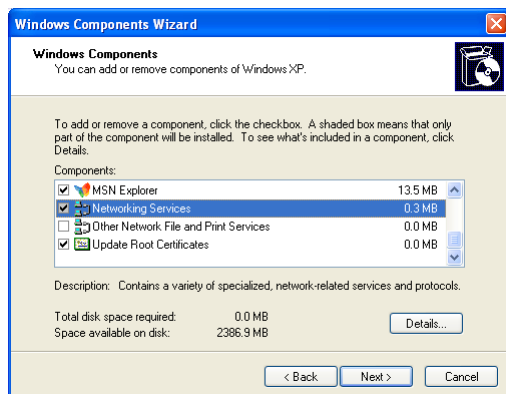 Windows Components Wizard
Windows Components
You can add or remove components of Windows XP.
To add or remove a component, click the checkbox. A shaded box means that only
part of the component will be installed. To see what's included in a component, click
Details.
Components:
MSN Explorer 13.5 MB
Networking Services 0.3 MB
Other Network File and Print Services 0.0 MB
Update Root Certificates 0.0 MB
Description: Contains a variety of specialized, network-related services and protocols.
Total disk space required: 0.0 MB
Space available on disk: 2386.9 MB
Details...
< Back Next > Cancel